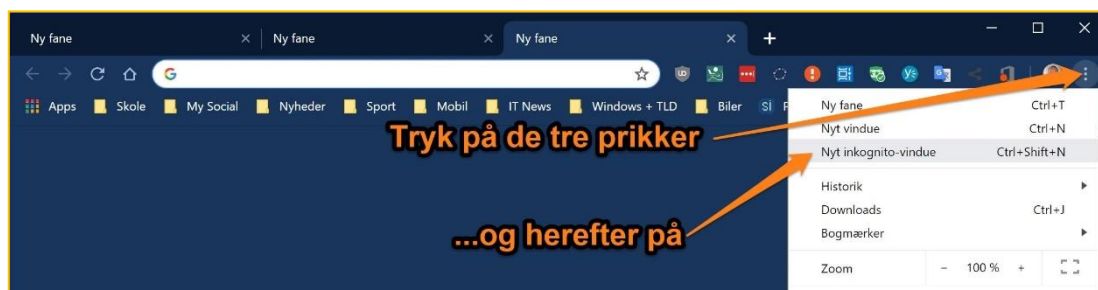 Ny fane Ny fane Ny fane
Apps Skole My Social Nyheder Sport Mobil IT News Windows + TLD Biler
Ny fane Ctrl+T
Nyt vindue Ctrl+N
Nyt inkognito-vindue Ctrl+Shift+N
Historik
Downloads Ctrl+J
Bogmærker
Zoom - 100 % +
Tryk på de tre prikker
...og herefter på